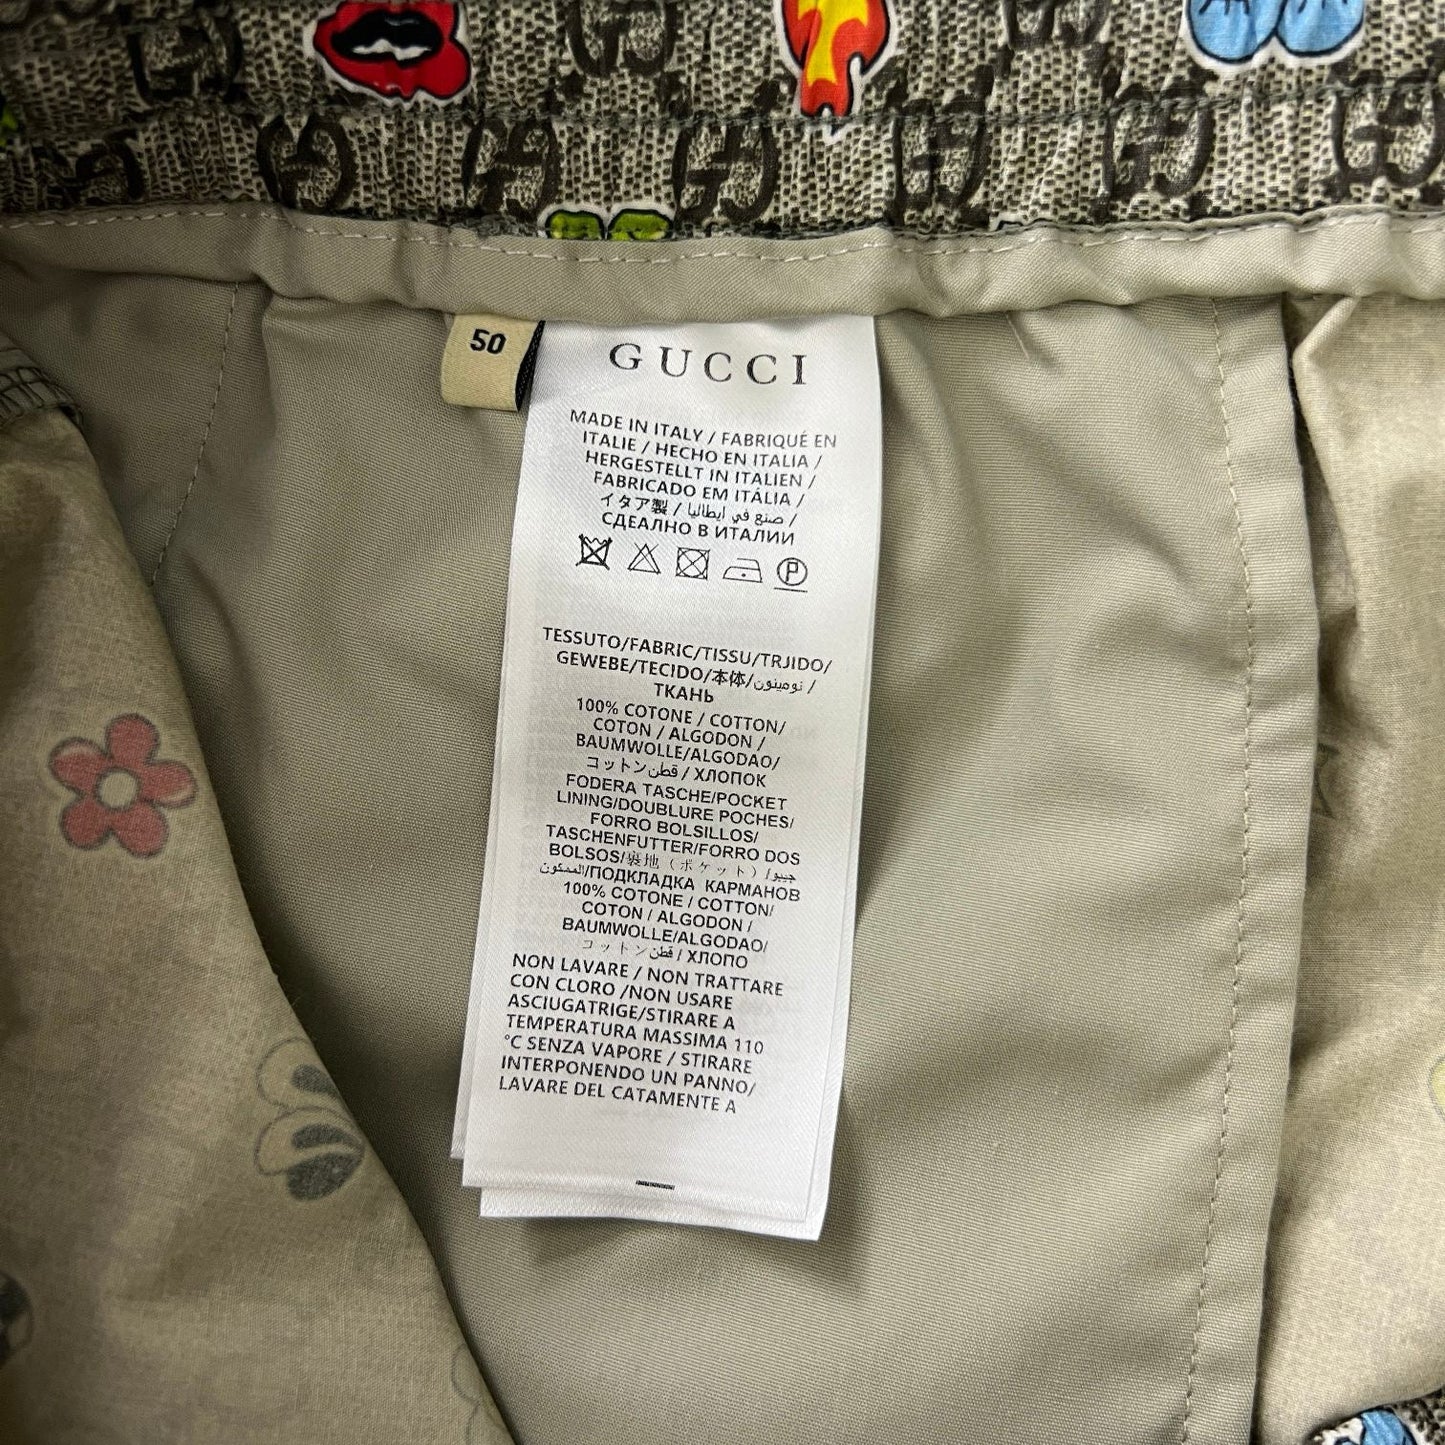 50
GUCCI
MADE IN ITALY / FABRIQUÉ EN
ITALIE / HECHO EN ITALIA /
HERGESTELLT IN ITALIEN /
FABRICADO EM ITÁLIA /
イタア製 / صنع في ايطاليا /
СДЕАЛНО В ИТАЛИИ
P
TESSUTO/FABRIC/TISSU/TRJIDO/
GEWEBE/TECIDO/本体/نومينون /
ТКАНЬ
100% COTONE / COTTON/
COTON / ALGODON /
BAUMWOLLE/ALGODAO/
コットン قطن / ХЛОПОК
FODERA TASCHE/POCKET
LINING/DOUBLURE POCHES/
FORRO BOLSILLOS/
TASCHENFUTTER/FORRO DOS
BOLSOS/裏地(ポケット)/جيبو
/ПОДКЛАДКА КАРМАНОВ
100% COTONE / COTTON/
COTON / ALGODON /
BAUMWOLLE/ALGODAO/
コットン قطن / ХЛОПО
NON LAVARE / NON TRATTARE
CON CLORO /NON USARE
ASCIUGATRIGE/STIRARE A
TEMPERATURA MASSIMA 110
°C SENZA VAPORE / STIRARE
INTERPONENDO UN PANNO/
LAVARE DEL CATAMENTE A